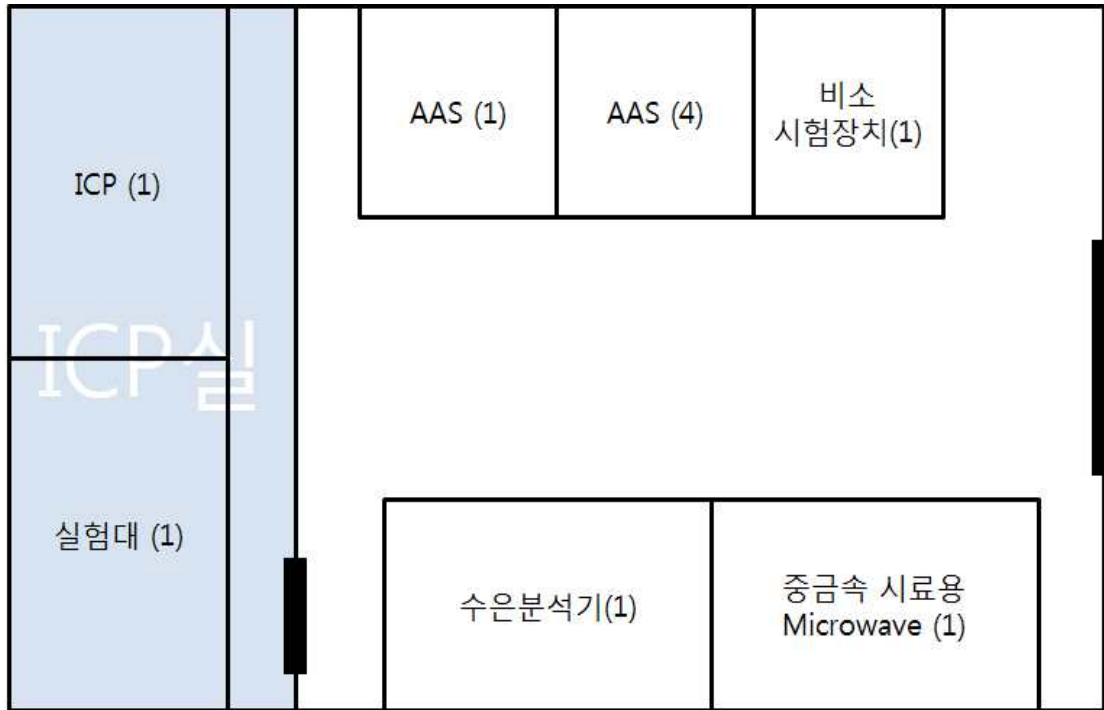 AAS (1)
AAS (4)
비소
시험장치(1)
ICP (1)
ICP실
실험대 (1)
수은분석기(1)
중금속 시료용
Microwave (1)